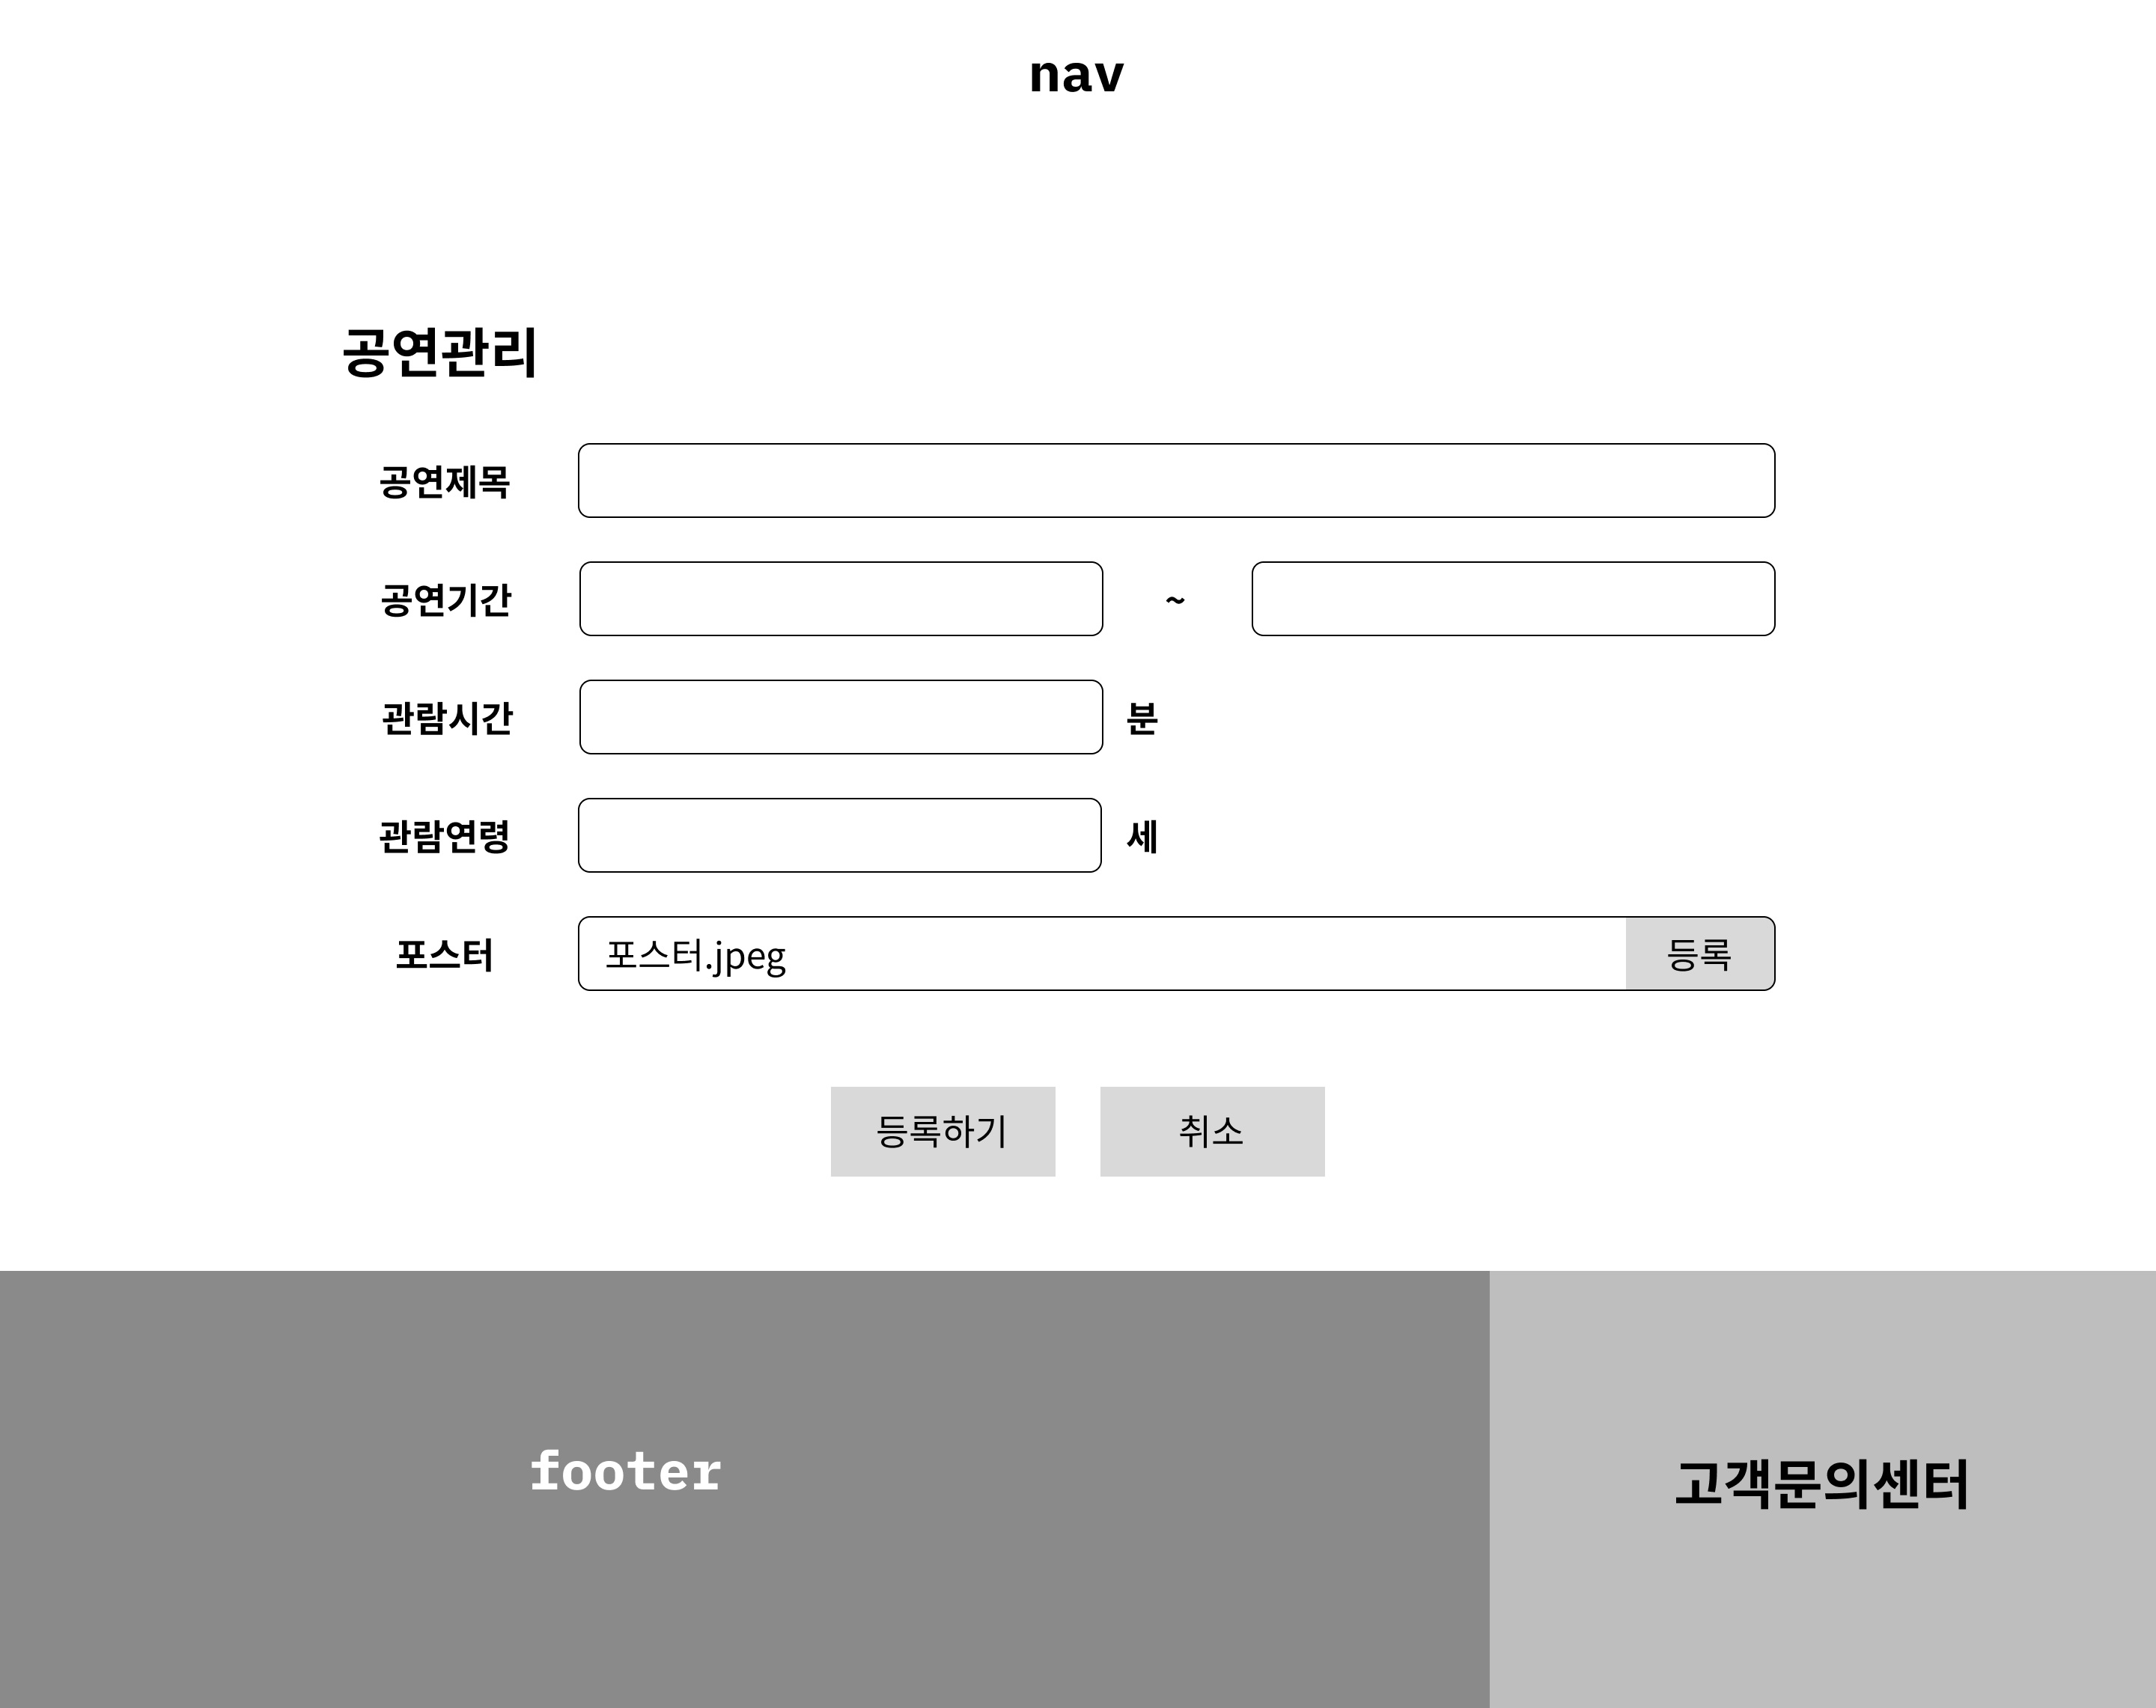 nav
공연관리
공연제목
공연기간 ~
관람시간 분
관람연령 세
포스터 포스터.jpeg 등록
등록하기 취소
footer 고객문의센터